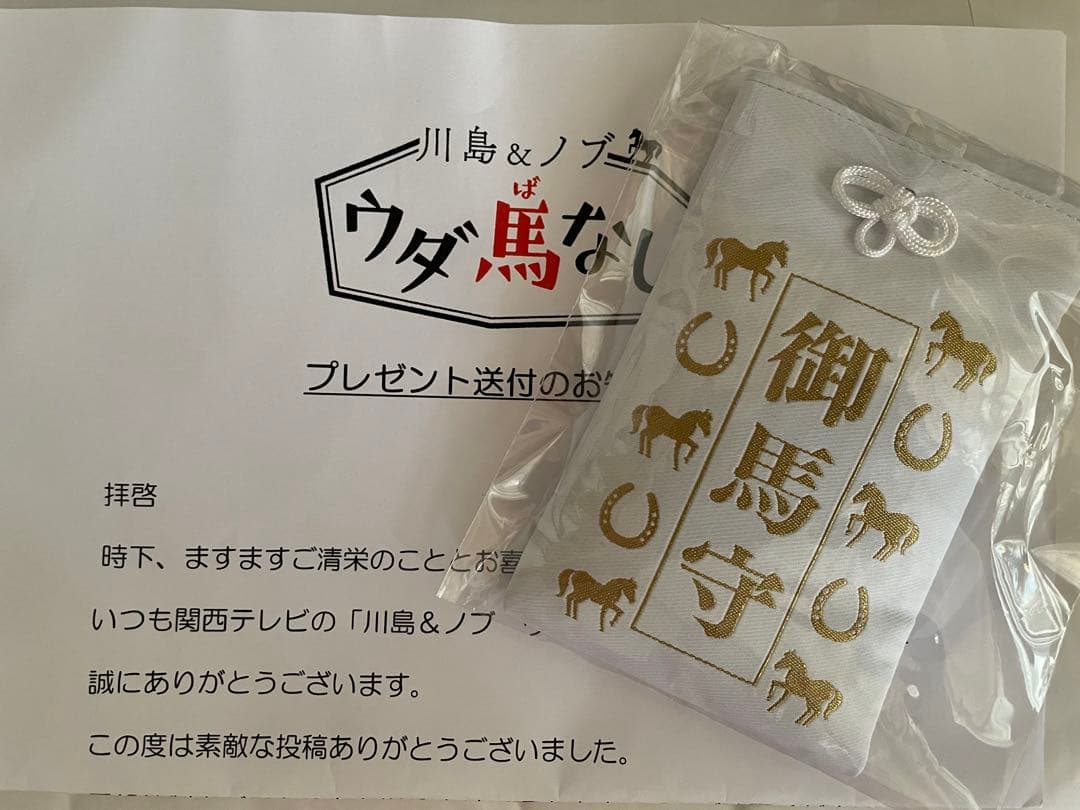 川島&ノブ
ば
ウダ馬なし
プレゼント送付のお
拝啓
時下、ますますご清栄のこととお喜
いつも関西テレビの「川島&ノブ
誠にありがとうございます。
この度は素敵な投稿ありがとうございました。
御馬守